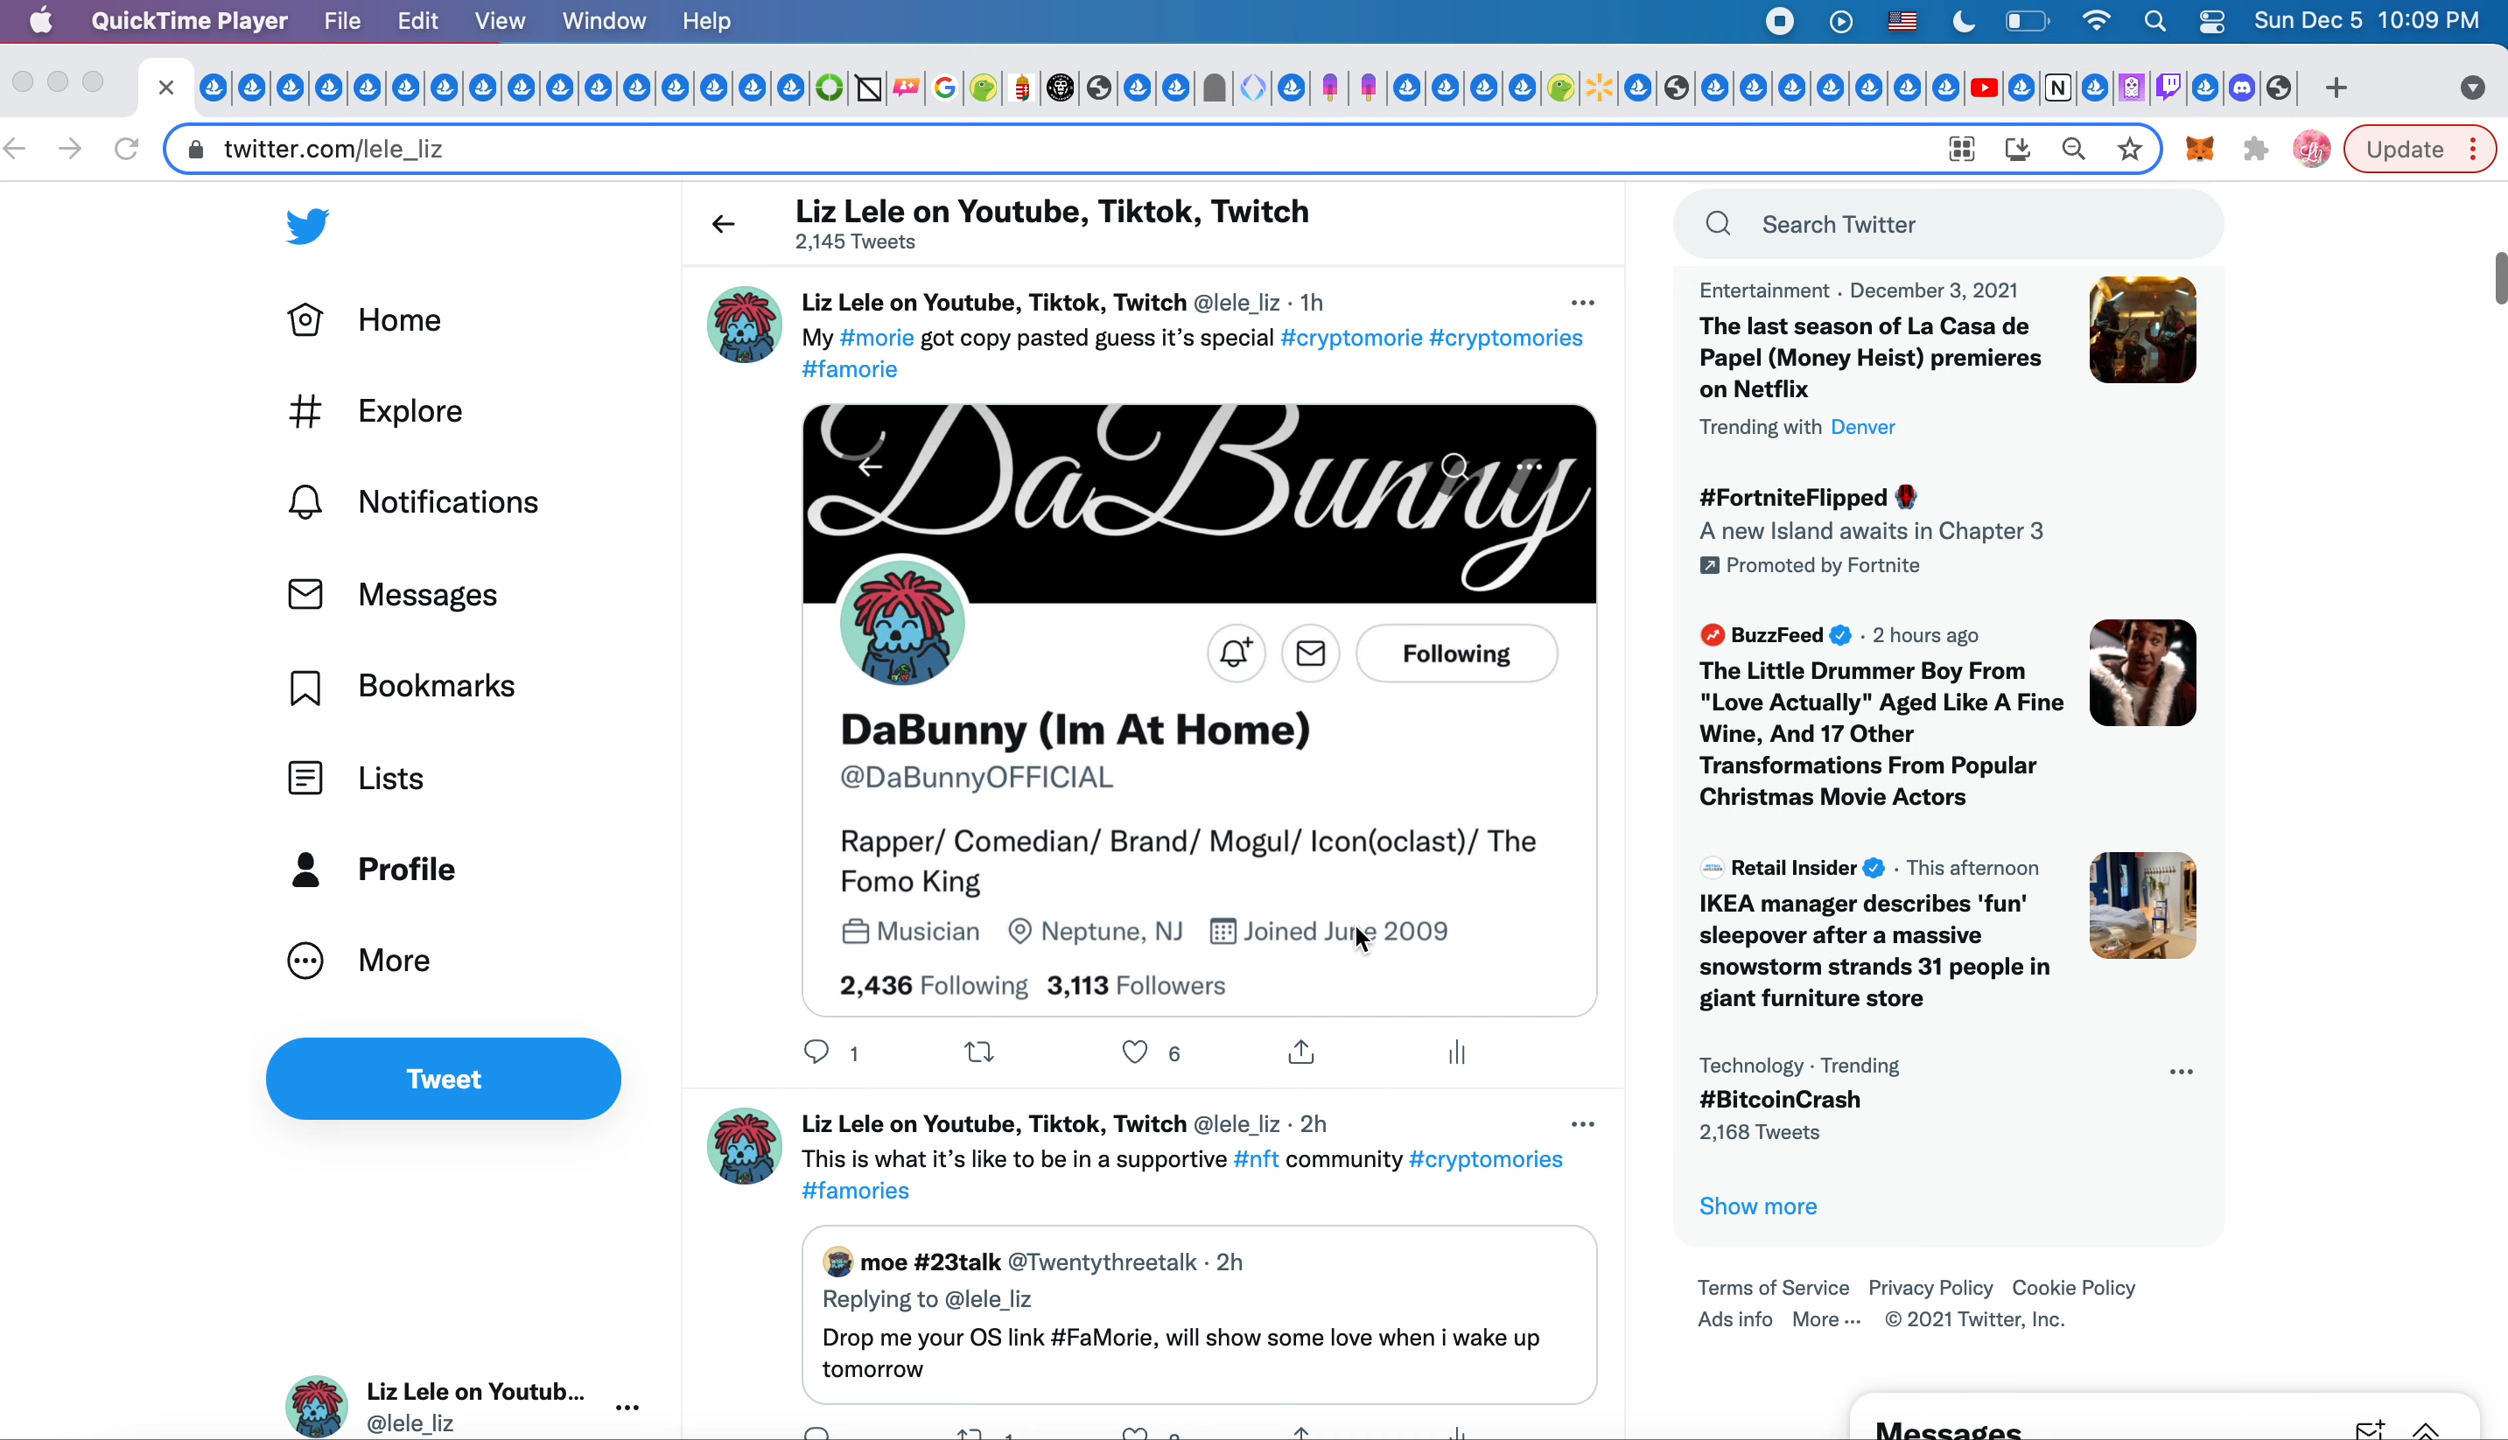 QuickTime Player File Edit View Window Help Sun Dec 5 10:09 PM
twitter.com/lele_liz Update
Liz Lele on Youtube, Tiktok, Twitch
2,145 Tweets
Home
Explore
Notifications
Messages
Bookmarks
Lists
Profile
More
Tweet
Liz Lele on Youtub...
@lele_liz
Liz Lele on Youtube, Tiktok, Twitch @lele_liz · 1h
My #morie got copy pasted guess it’s special #cryptomorie #cryptomories
#famorie
DaBunny
Following
DaBunny (Im At Home)
@DaBunnyOFFICIAL
Rapper/ Comedian/ Brand/ Mogul/ Icon(oclast)/ The
Fomo King
Musician Neptune, NJ Joined June 2009
2,436 Following 3,113 Followers
1 6
Liz Lele on Youtube, Tiktok, Twitch @lele_liz · 2h
This is what it’s like to be in a supportive #nft community #cryptomories
#famories
moe #23talk @Twentythreetalk · 2h
Replying to @lele_liz
Drop me your OS link #FaMorie, will show some love when i wake up
tomorrow
Search Twitter
Entertainment · December 3, 2021
The last season of La Casa de
Papel (Money Heist) premieres
on Netflix
Trending with Denver
#FortniteFlipped
A new Island awaits in Chapter 3
Promoted by Fortnite
BuzzFeed · 2 hours ago
The Little Drummer Boy From
"Love Actually" Aged Like A Fine
Wine, And 17 Other
Transformations From Popular
Christmas Movie Actors
Retail Insider · This afternoon
IKEA manager describes 'fun'
sleepover after a massive
snowstorm strands 31 people in
giant furniture store
Technology · Trending
#BitcoinCrash
2,168 Tweets
Show more
Terms of Service Privacy Policy Cookie Policy
Ads info More ··· © 2021 Twitter, Inc.
Messages